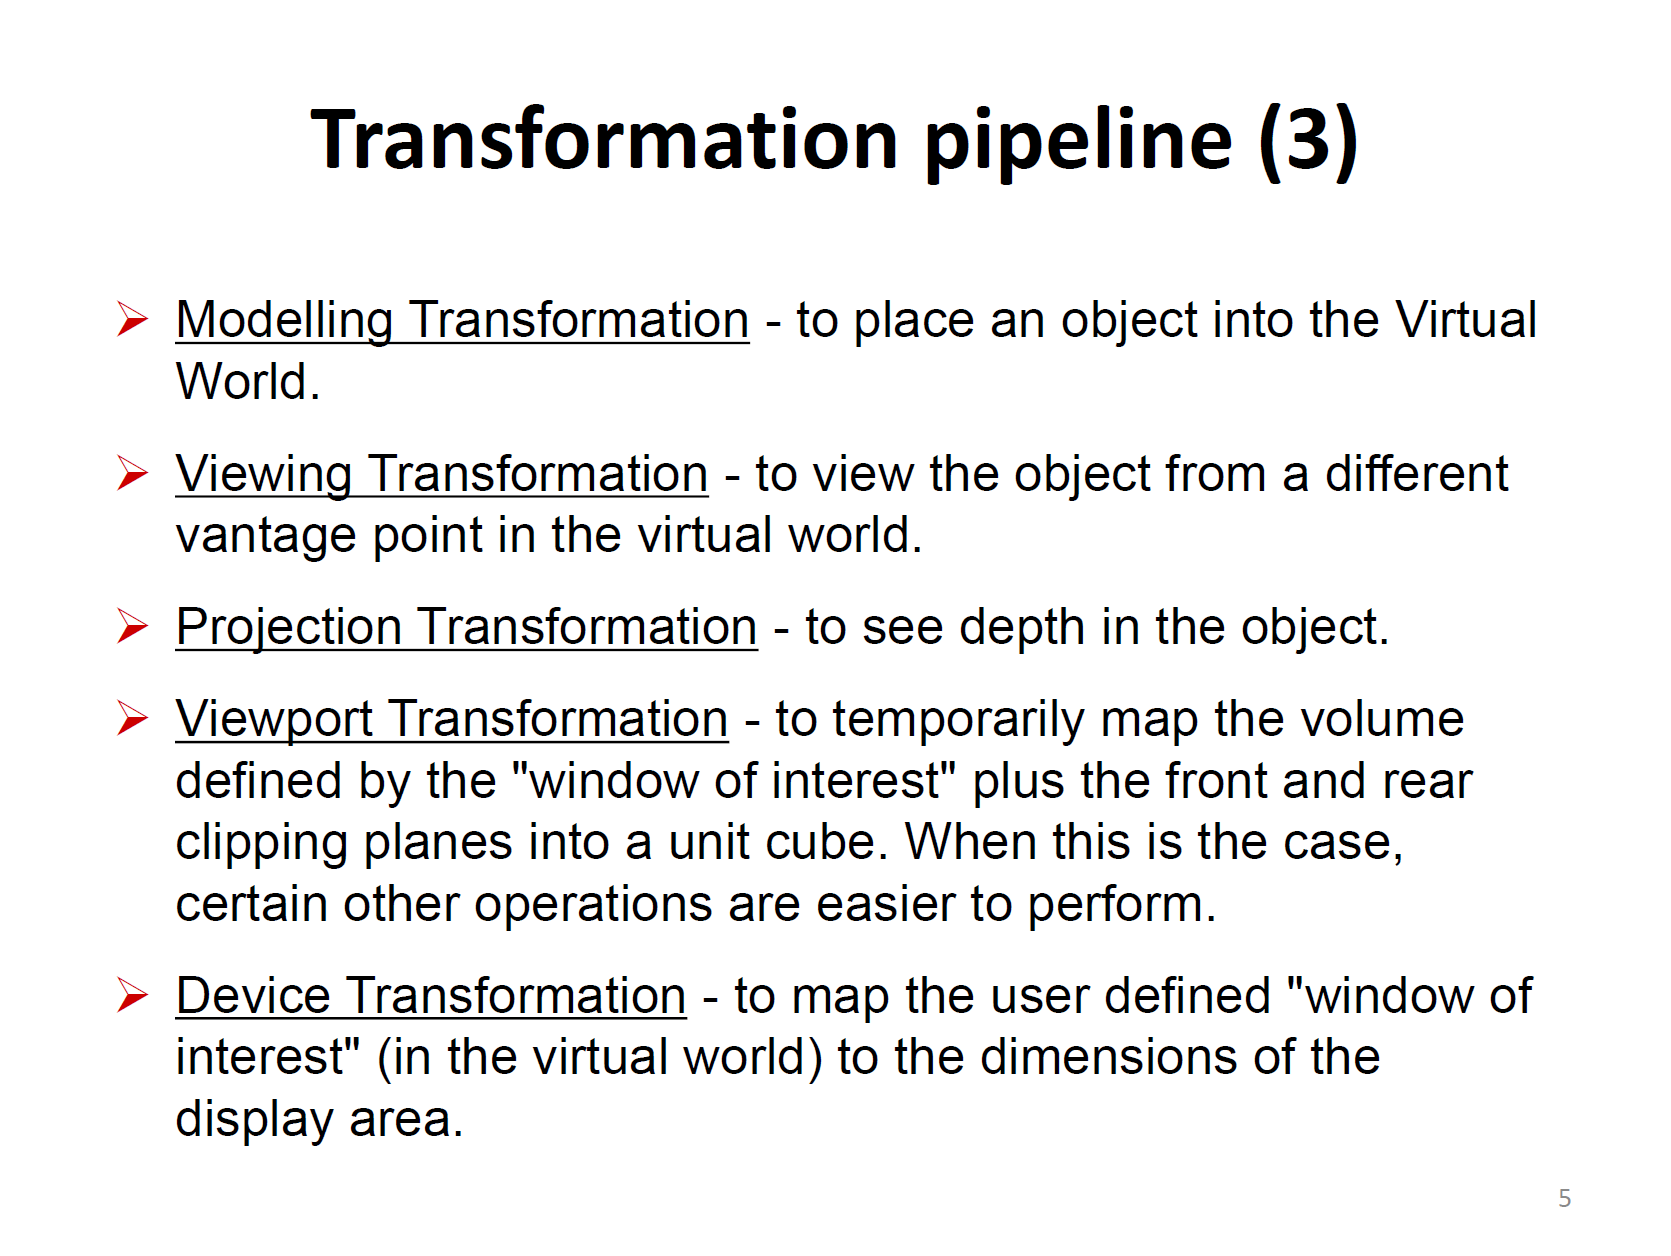 Transformation pipeline (3)
Modelling Transformation - to place an object into the Virtual
World.
Viewing Transformation - to view the object from a different
vantage point in the virtual world.
Projection Transformation - to see depth in the object.
Viewport Transformation - to temporarily map the volume
defined by the "window of interest" plus the front and rear
clipping planes into a unit cube. When this is the case,
certain other operations are easier to perform.
Device Transformation - to map the user defined "window of
interest" (in the virtual world) to the dimensions of the
display area.
5